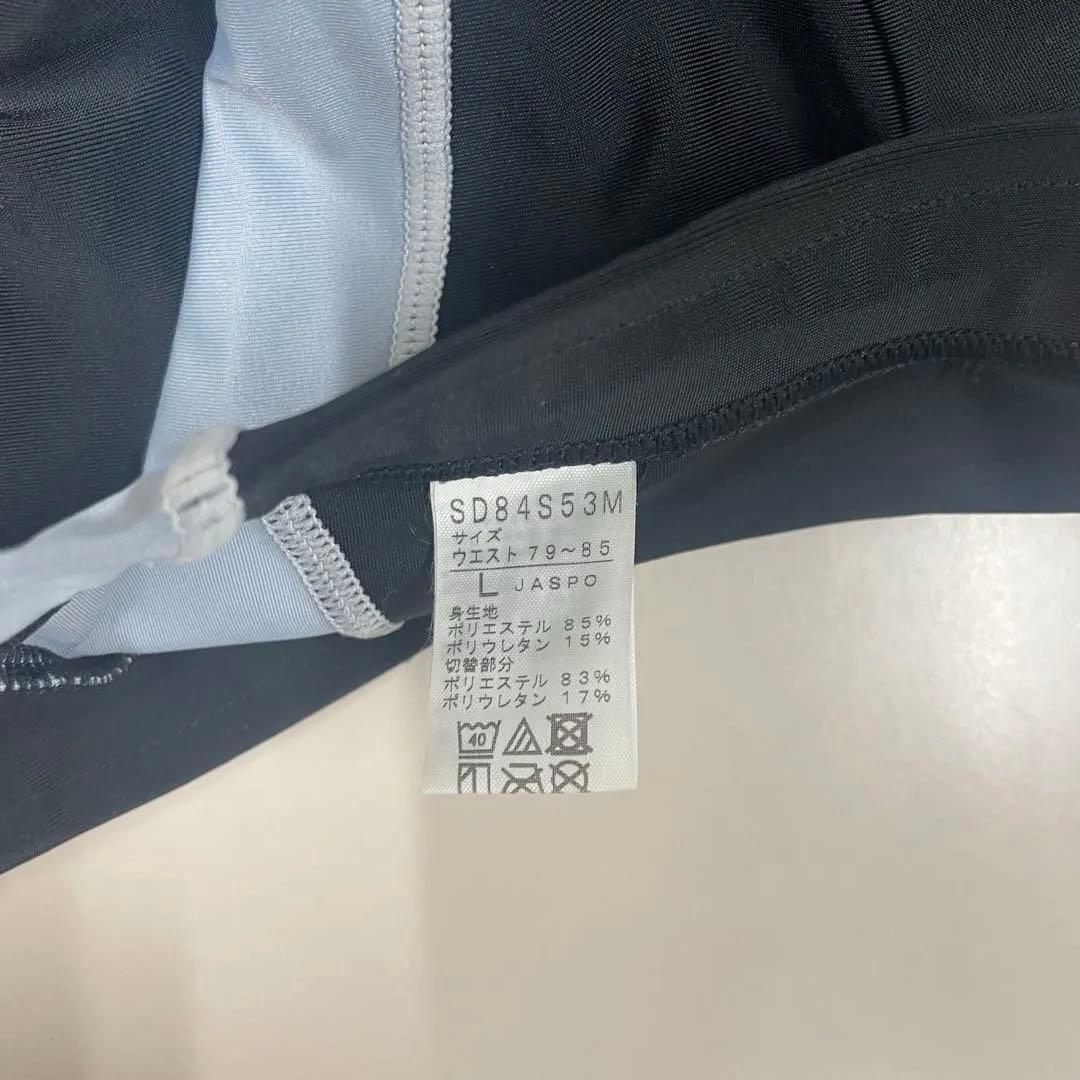 SD84S53M
サイズ
ウエスト 79～85
L JASPO
身生地
ポリエステル 85%
ポリウレタン 15%
切替部分
ポリエステル 83%
ポリウレタン 17%
40